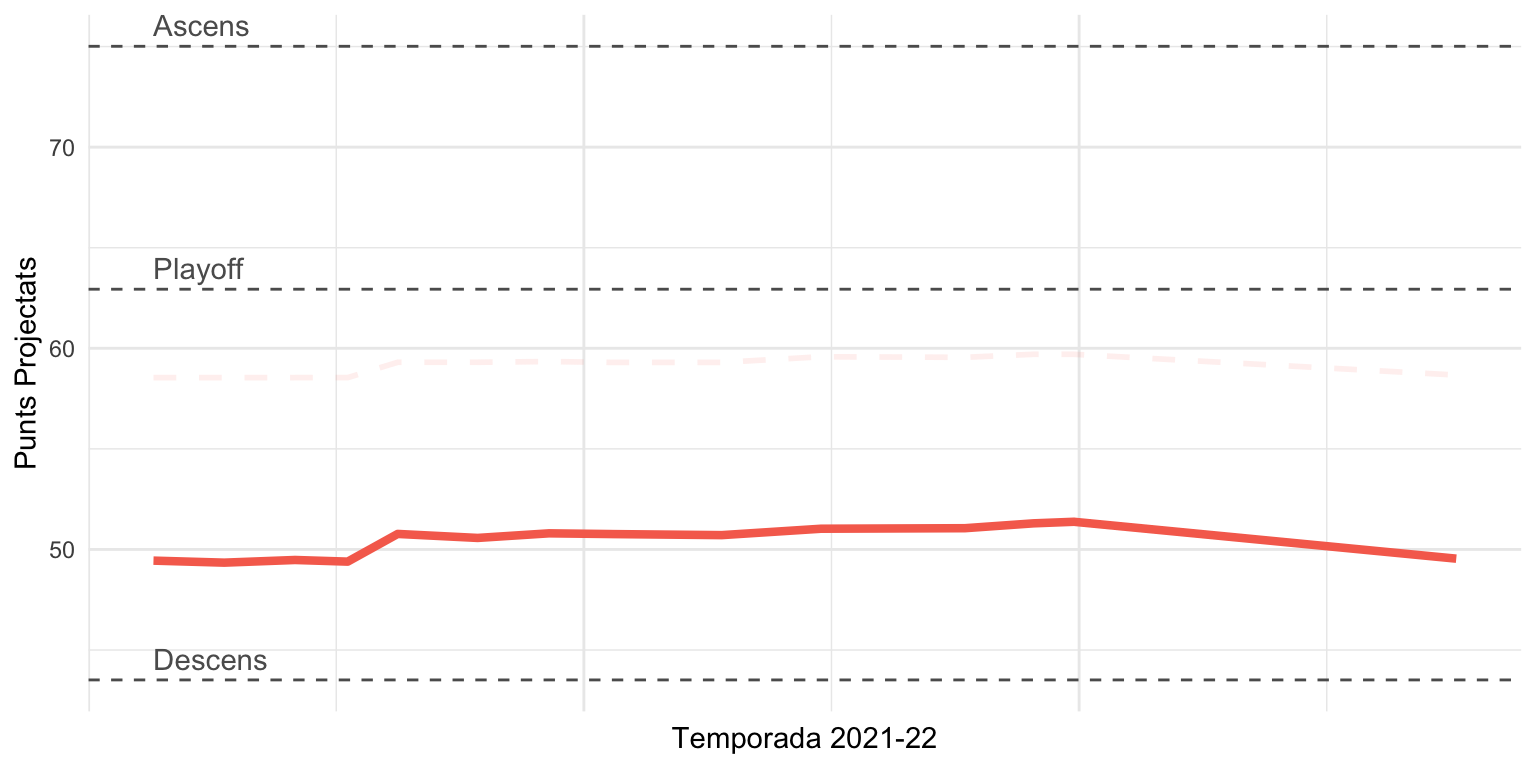 Ascens
70
Playoff
60
Punts Projectats
50
Descens
Temporada 2021-22